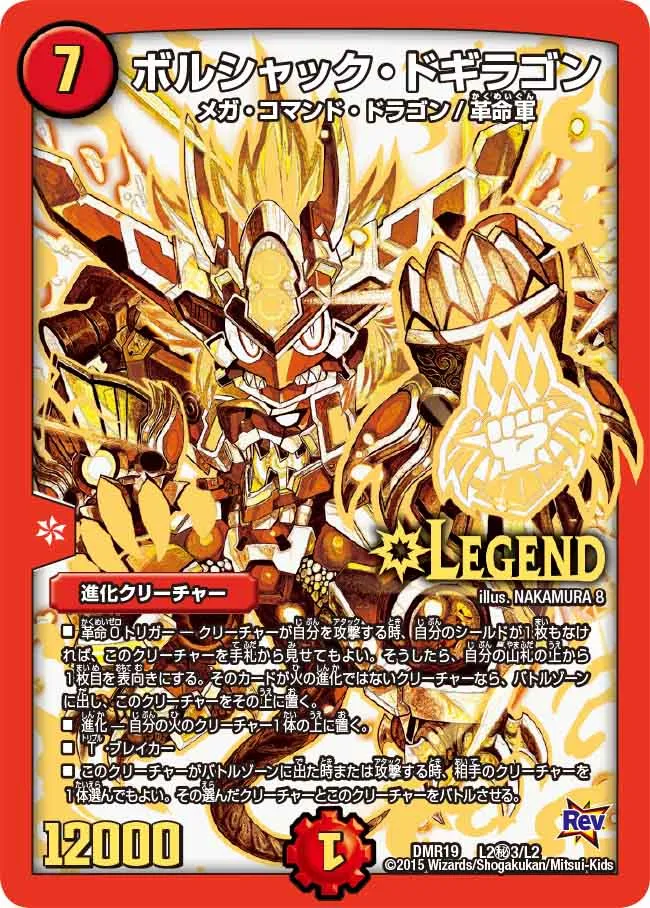 7
ボルシャック・ドギラゴン
メガ・コマンド・ドラゴン/革命軍
LEGEND
illus. NAKAMURA 8
進化クリーチャー
■ 革命0トリガー ― クリーチャーが自分を攻撃する時、自分のシールドが1枚もなけ
れば、このクリーチャーを手札から見せてもよい。そうしたら、自分の山札の上から
1枚目を表向きにする。そのカードが火の進化ではないクリーチャーなら、バトルゾーン
に出し、このクリーチャーをその上に置く。
■ 進化 ― 自分の火のクリーチャー1体の上に置く。
■ T・ブレイカー
■ このクリーチャーがバトルゾーンに出た時または攻撃する時、相手のクリーチャーを
1体選んでもよい。その選んだクリーチャーとこのクリーチャーをバトルさせる。
12000
1
Rev
DMR19 L2㊙3/L2
©2015 Wizards/Shogakukan/Mitsui-Kids